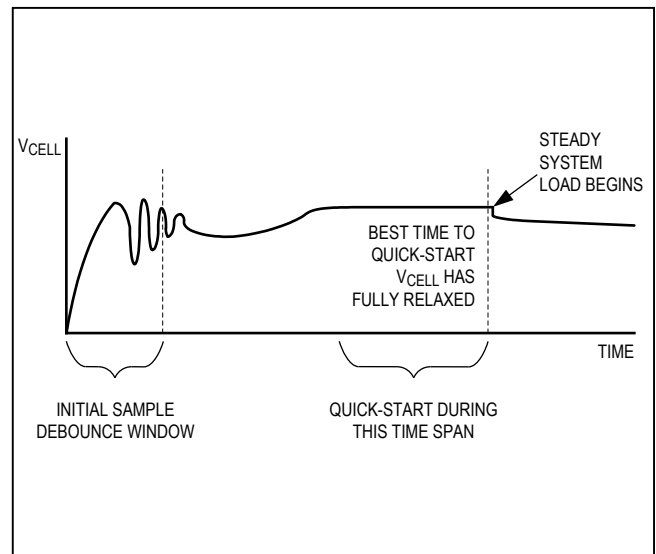 VCELL
STEADY
SYSTEM
LOAD BEGINS
BEST TIME TO
QUICK-START
VCELL HAS
FULLY RELAXED
TIME
INITIAL SAMPLE
DEBOUNCE WINDOW
QUICK-START DURING
THIS TIME SPAN